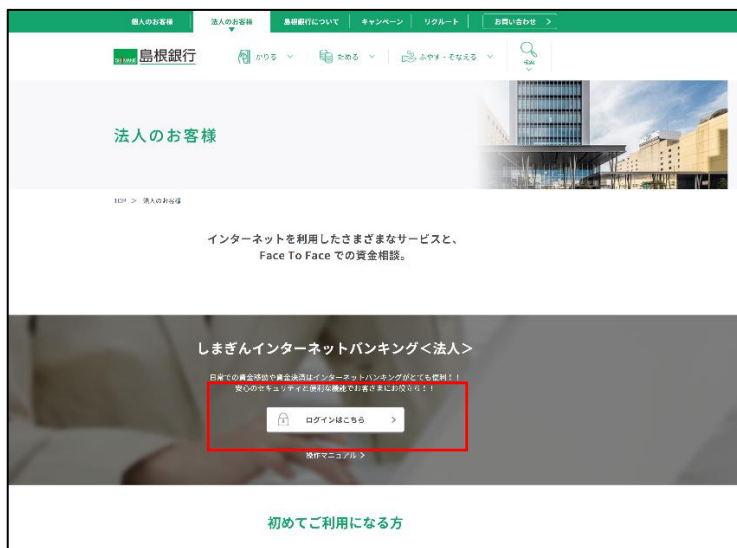 個人のお客様
法人のお客様
島根銀行について
キャンペーン
リクルート
お問い合わせ
島根銀行
かりる
ためる
ふやす・そなえる
検索
法人のお客様
TOP > 法人のお客様
インターネットを利用したさまざまなサービスと、
Face To Face での資金相談。
しまぎんインターネットバンキング<法人>
日常での資金移動や資金決済はインターネットバンキングがとても便利！！
安心のセキュリティと便利な機能でお客さまにお役立ち！！
ログインはこちら
操作マニュアル >
初めてご利用になる方